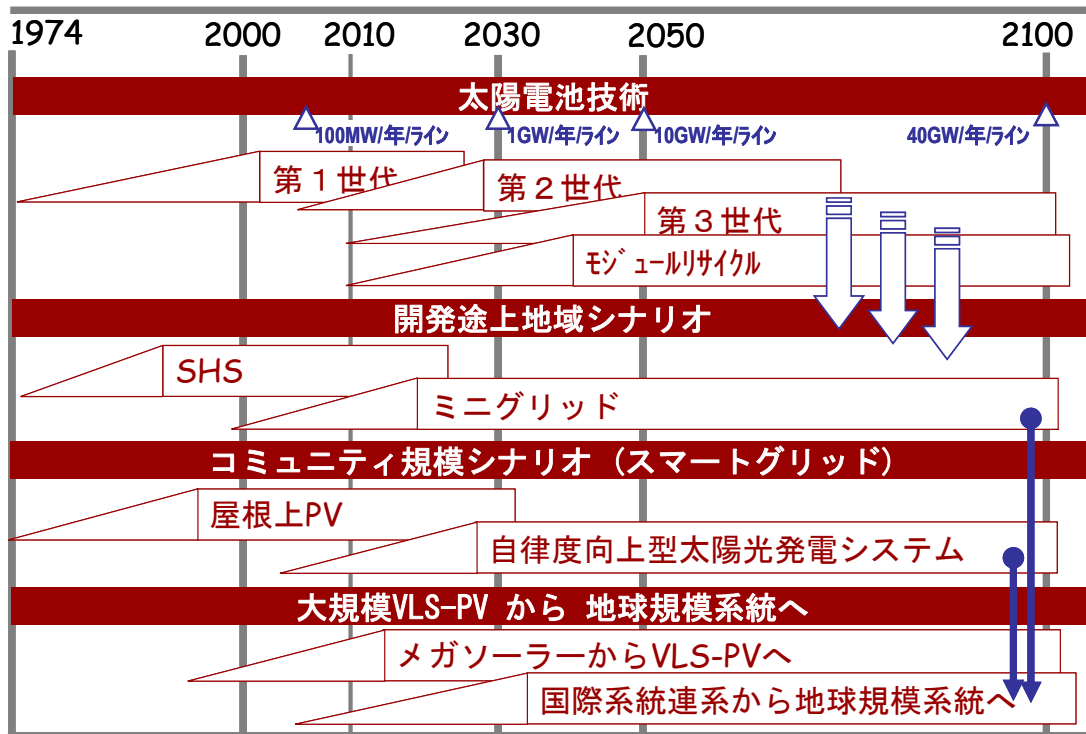 1974 2000 2010 2030 2050 2100
太陽電池技術
100MW/年/ライン 1GW/年/ライン 10GW/年/ライン 40GW/年/ライン
第1世代
第2世代
第3世代
ﾓｼﾞｭｰﾙﾘｻｲｸﾙ
開発途上地域シナリオ
SHS
ミニグリッド
コミュニティ規模シナリオ（スマートグリッド）
屋根上PV
自律度向上型太陽光発電システム
大規模VLS-PV から 地球規模系統へ
メガソーラーからVLS-PVへ
国際系統連系から地球規模系統へ